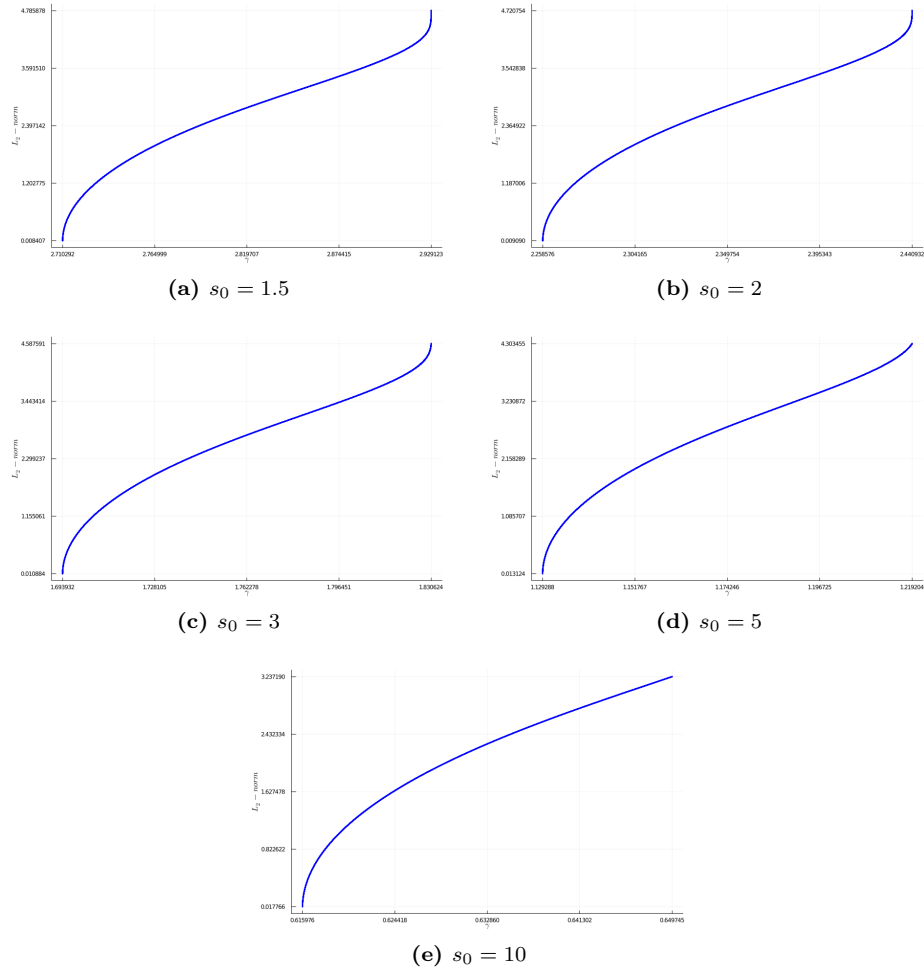 4.785878
3.591510
2.397142
1.202775
0.008407
L₂ − norm
2.710292 2.764999 2.819707 2.874415 2.929123
γ
(a) s₀ = 1.5
4.720754
3.542838
2.364922
1.187006
0.009090
L₂ − norm
2.258576 2.304165 2.349754 2.395343 2.440932
γ
(b) s₀ = 2
4.587591
3.443414
2.299237
1.155061
0.010884
L₂ − norm
1.693932 1.728105 1.762278 1.796451 1.830624
γ
(c) s₀ = 3
4.303455
3.230872
2.158289
1.085707
0.013124
L₂ − norm
1.129288 1.151767 1.174246 1.196725 1.219204
γ
(d) s₀ = 5
3.237190
2.432334
1.627478
0.822622
0.017766
L₂ − norm
0.615976 0.624418 0.632860 0.641302 0.649745
γ
(e) s₀ = 10